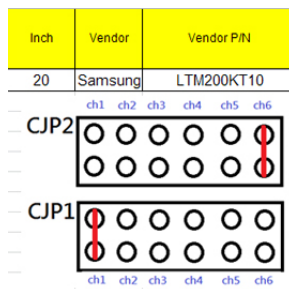 Inch Vendor Vendor P/N
20 Samsung LTM200KT10
ch1 ch2 ch3 ch4 ch5 ch6
CJP2
CJP1
ch1 ch2 ch3 ch4 ch5 ch6